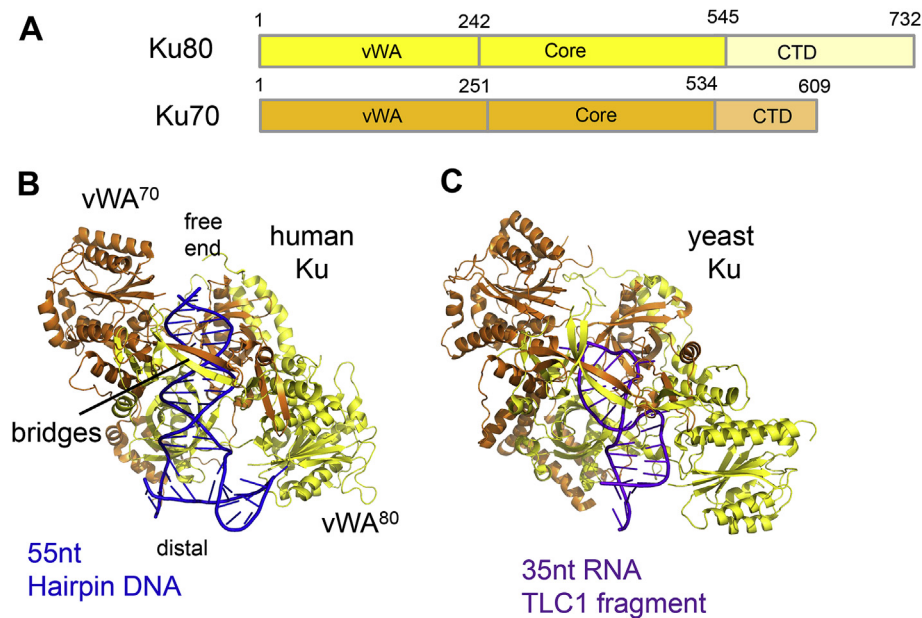 A
1 242 545 732
Ku80 vWA Core CTD
1 251 534 609
Ku70 vWA Core CTD
B
vWA70
free
end
human
Ku
bridges
vWA80
distal
55nt
Hairpin DNA
C
yeast
Ku
35nt RNA
TLC1 fragment